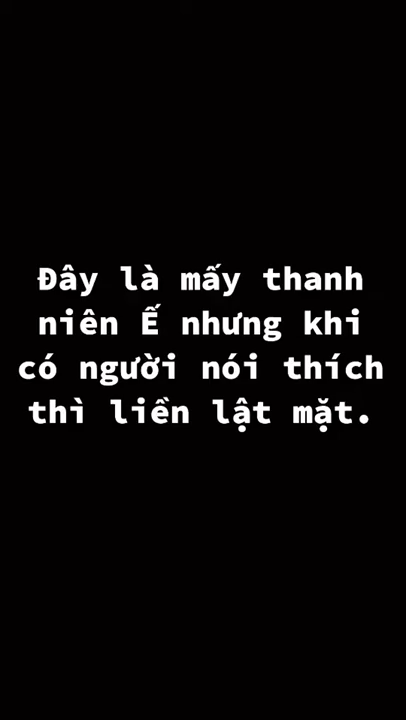 Đây là mấy thanh
niên Ế nhưng khi
có người nói thích
thì liền lật mặt.